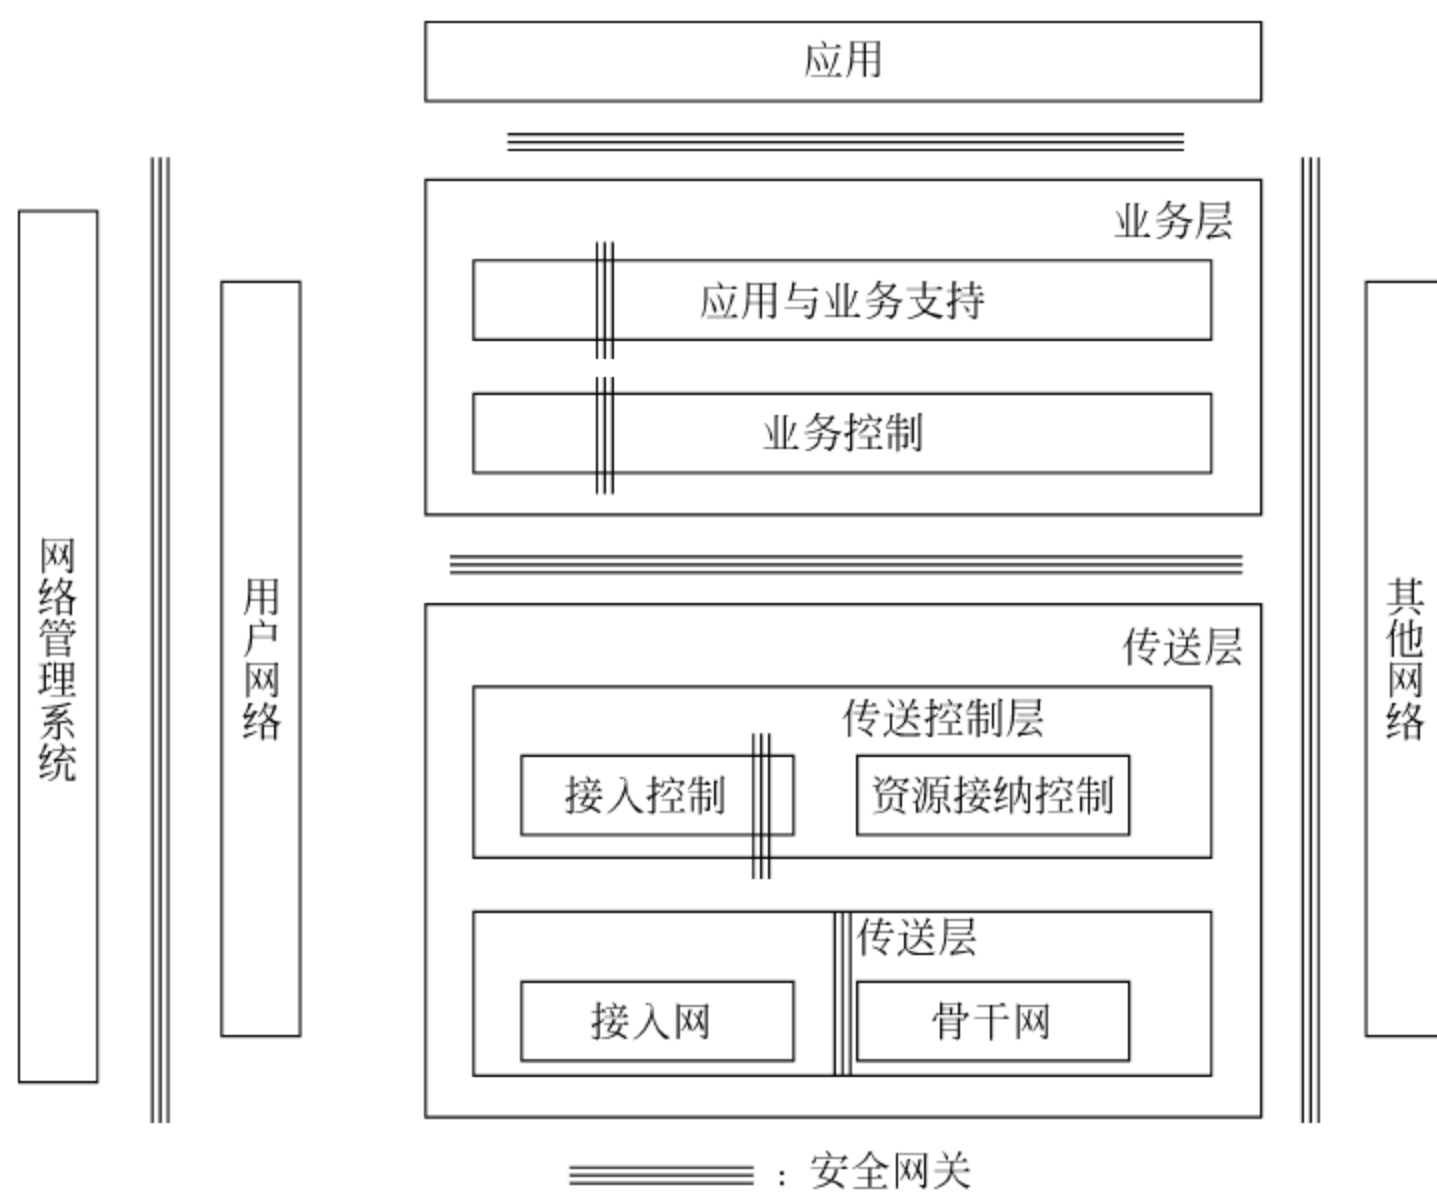 应用
业务层
应用与业务支持
业务控制
网络管理系统
用户网络
其他网络
传送层
传送控制层
接入控制
资源接纳控制
传送层
接入网
骨干网
：安全网关